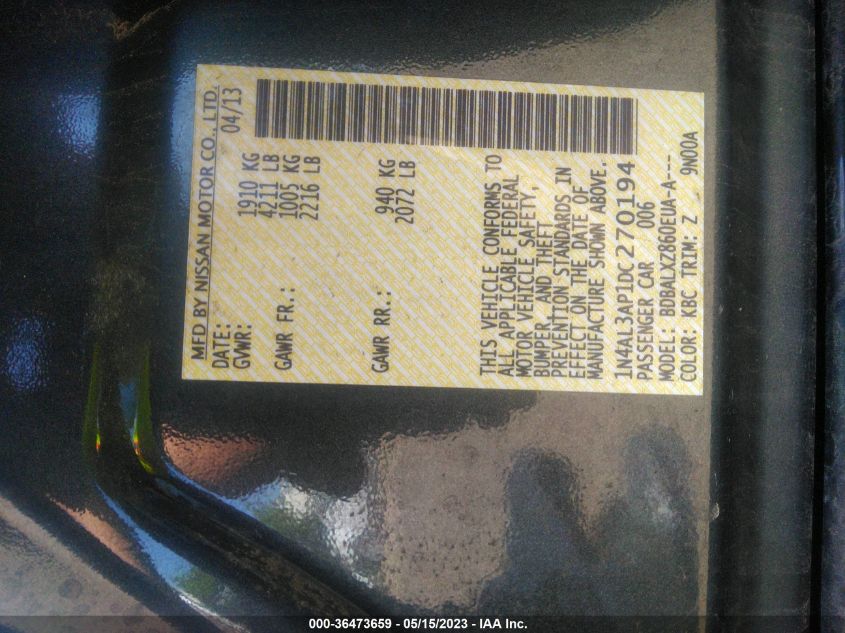 MFD BY NISSAN MOTOR CO., LTD.
DATE: 04/13
GVWR: 1910 KG
4211 LB
GAWR FR.: 1005 KG
2216 LB
GAWR RR.: 940 KG
2072 LB
THIS VEHICLE CONFORMS TO
ALL APPLICABLE FEDERAL
MOTOR VEHICLE SAFETY,
BUMPER, AND THEFT
PREVENTION STANDARDS IN
EFFECT ON THE DATE OF
MANUFACTURE SHOWN ABOVE.
1N4AL3AP1DC270194
PASSENGER CAR 006
MODEL: BDBALXZ860EUA-A---
COLOR: KBC TRIM: Z 9N00A
000-36473659 - 05/15/2023 - IAA Inc.